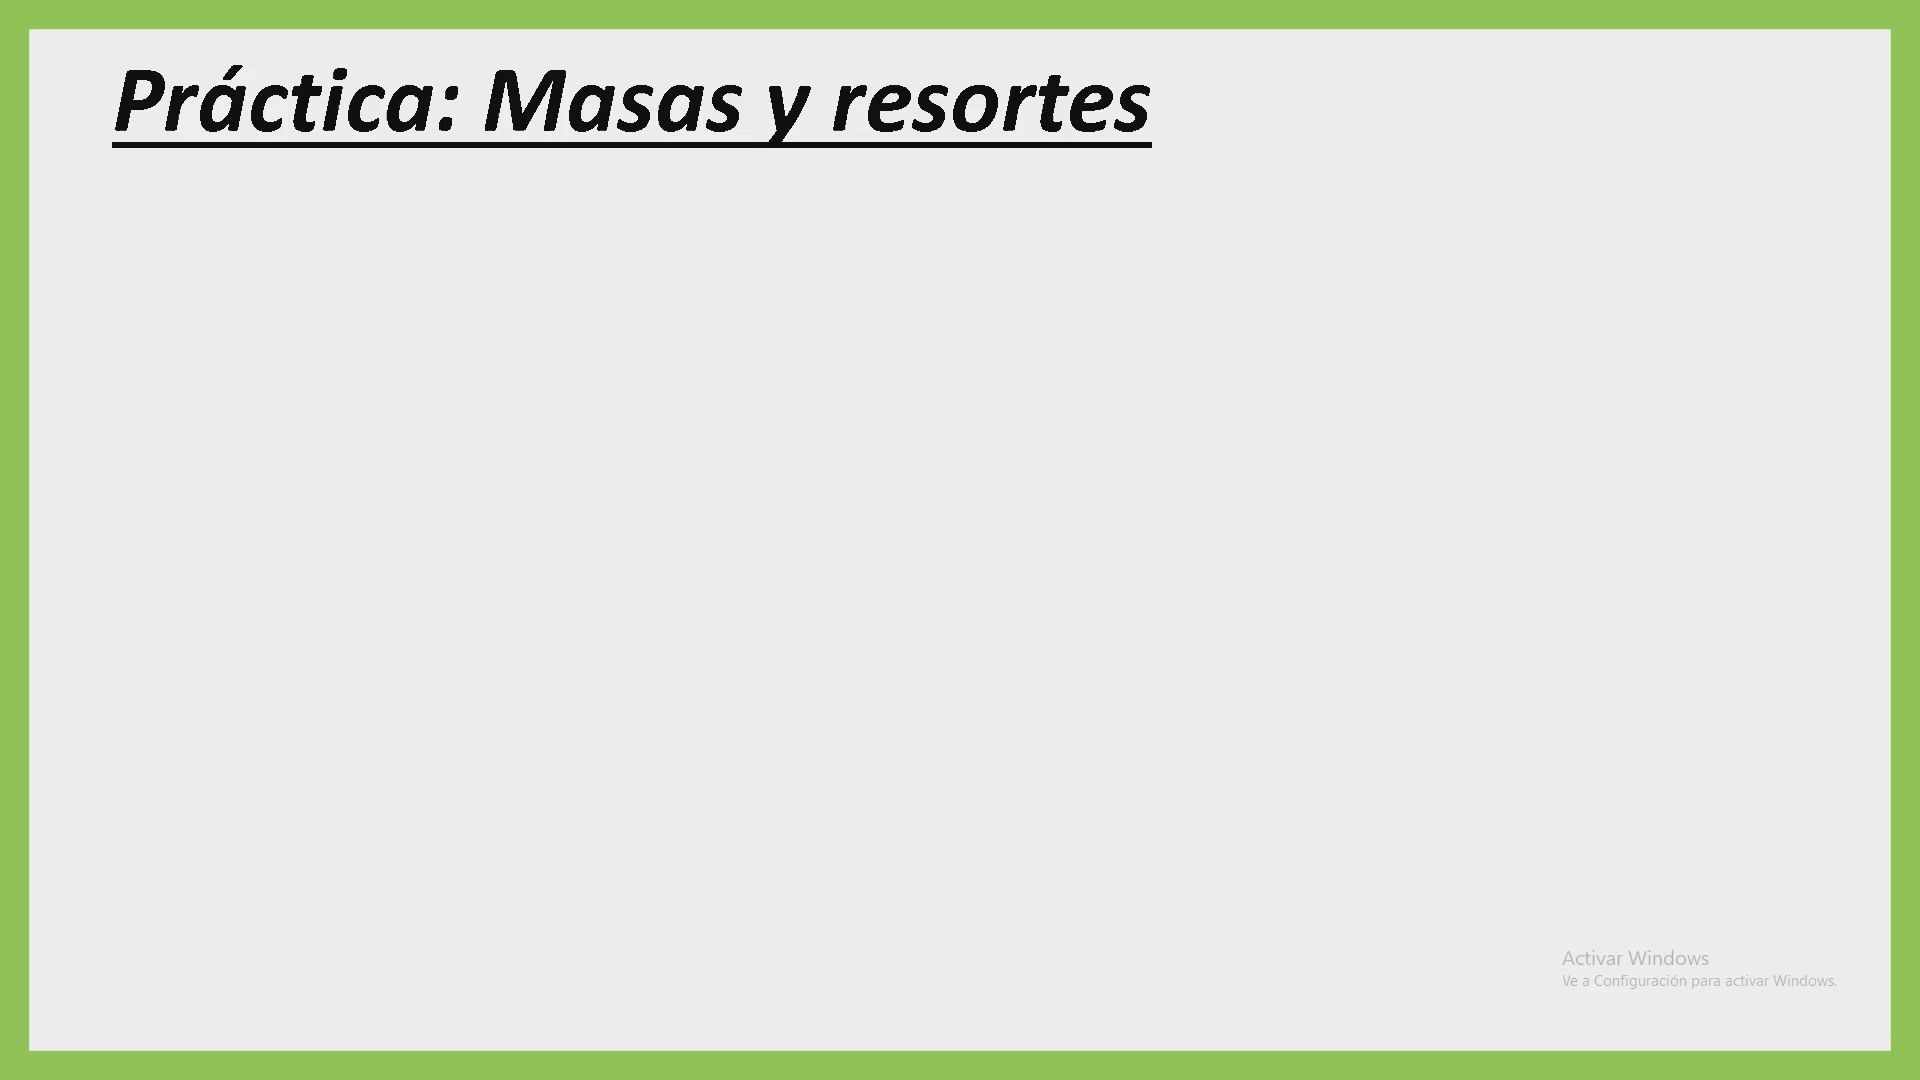 Práctica: Masas y resortes
Activar Windows
Ve a Configuración para activar Windows.